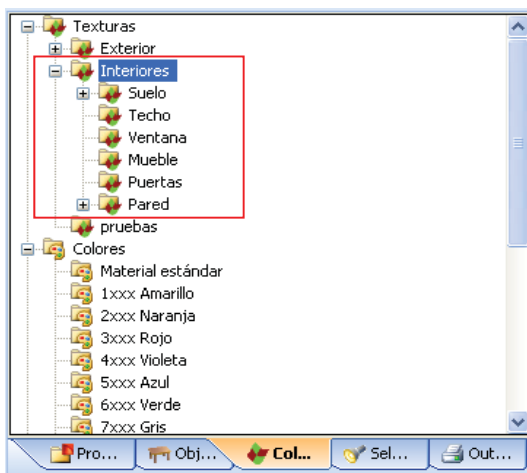 Texturas
Exterior
Interiores
Suelo
Techo
Ventana
Mueble
Puertas
Pared
pruebas
Colores
Material estándar
1xxx Amarillo
2xxx Naranja
3xxx Rojo
4xxx Violeta
5xxx Azul
6xxx Verde
7xxx Gris
Pro... Obj... Col... Sel... Out...